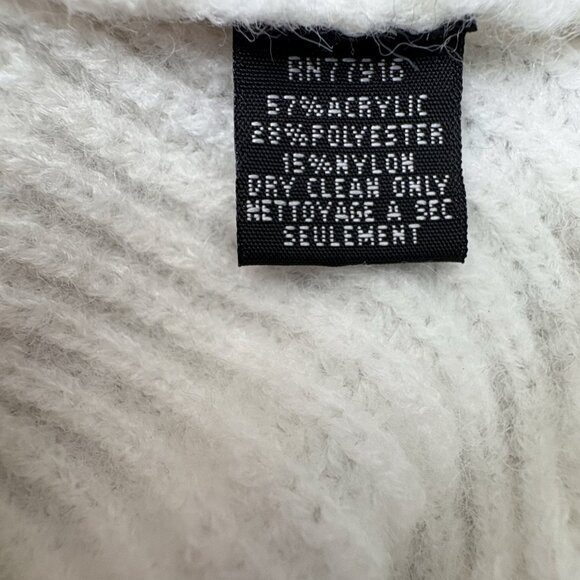 RN77916
57%ACRYLIC
28%POLYESTER
15%NYLON
DRY CLEAN ONLY
NETTOYAGE A SEC
SEULEMENT